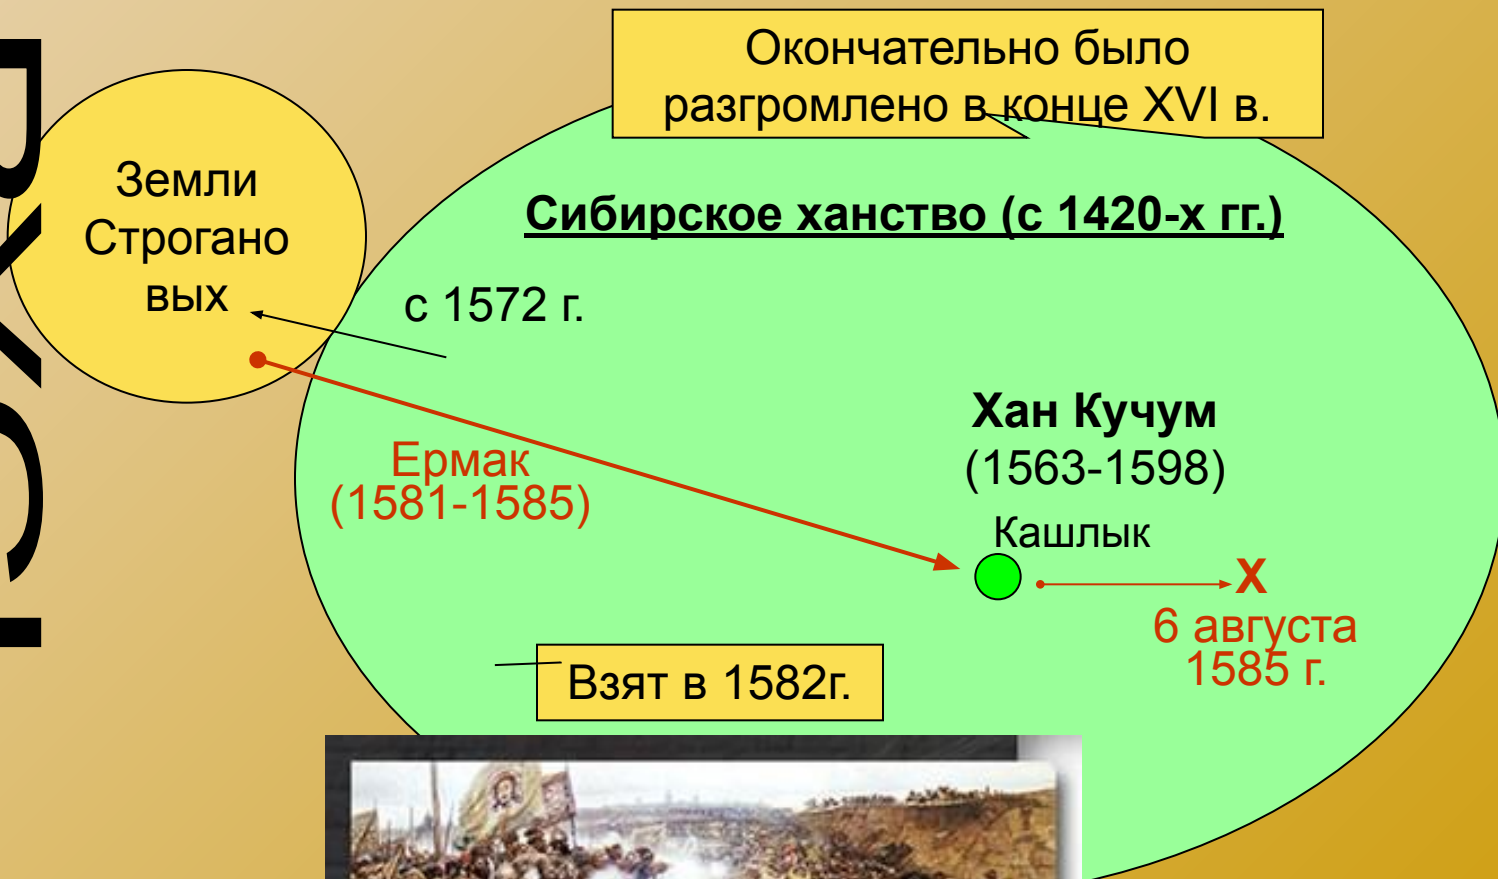 Окончательно было
разгромлено в конце XVI в.
Земли
Строгано
вых
Сибирское ханство (с 1420-х гг.)
с 1572 г.
Хан Кучум
(1563-1598)
Ермак
(1581-1585)
Кашлык
X
6 августа
1585 г.
Взят в 1582г.